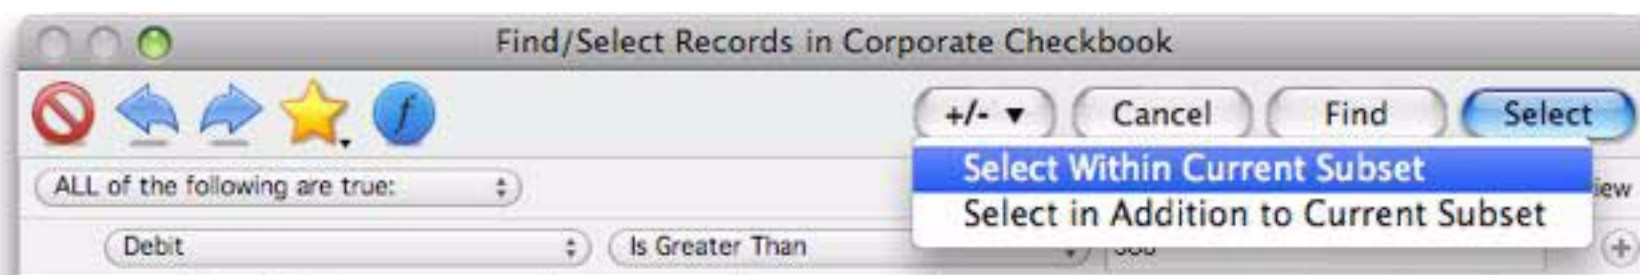 Find/Select Records in Corporate Checkbook
+/- ▼ Cancel Find Select
Select Within Current Subset
ALL of the following are true:
Select in Addition to Current Subset
Debit Is Greater Than